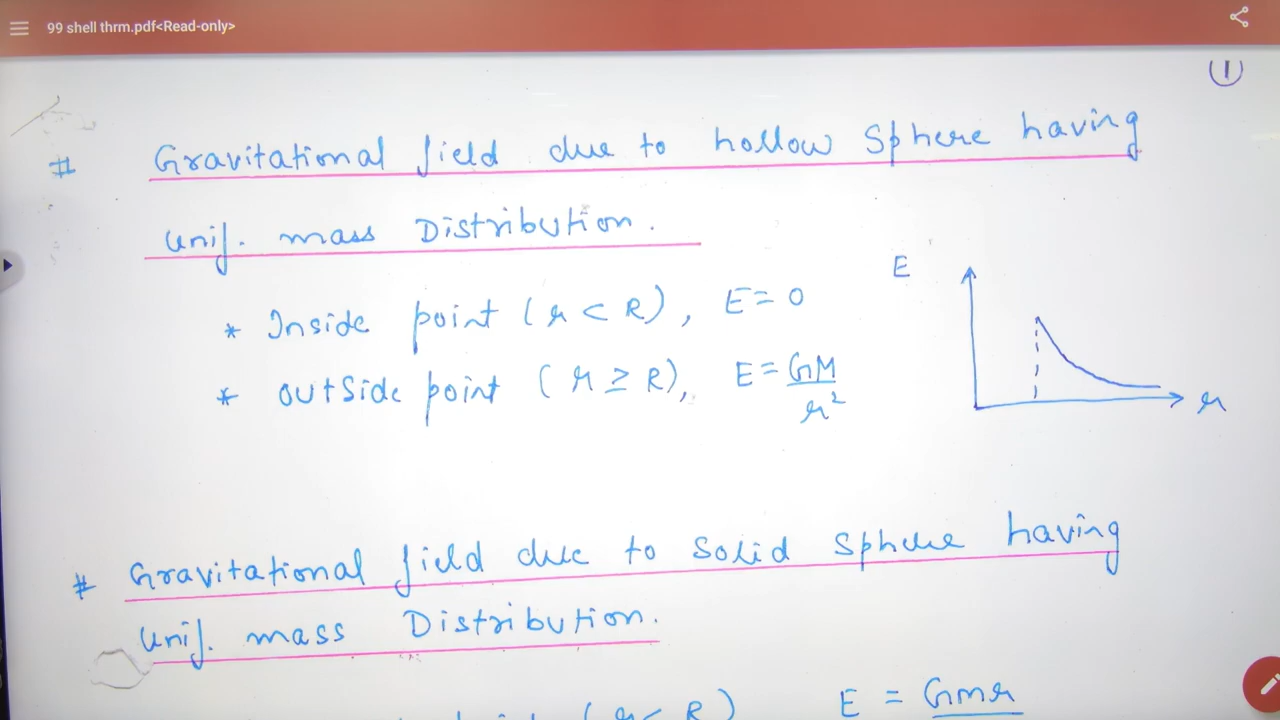 99 shell thrm.pdf<Read-only>
1
# Gravitational field due to hollow Sphere having
Unif. mass Distribution.
* Inside point (r < R), E = 0
* Outside point (r ≥ R), E = GM/r²
E
r
# Gravitational field due to Solid Sphere having
Unif. mass Distribution.
(r < R) E = GMr